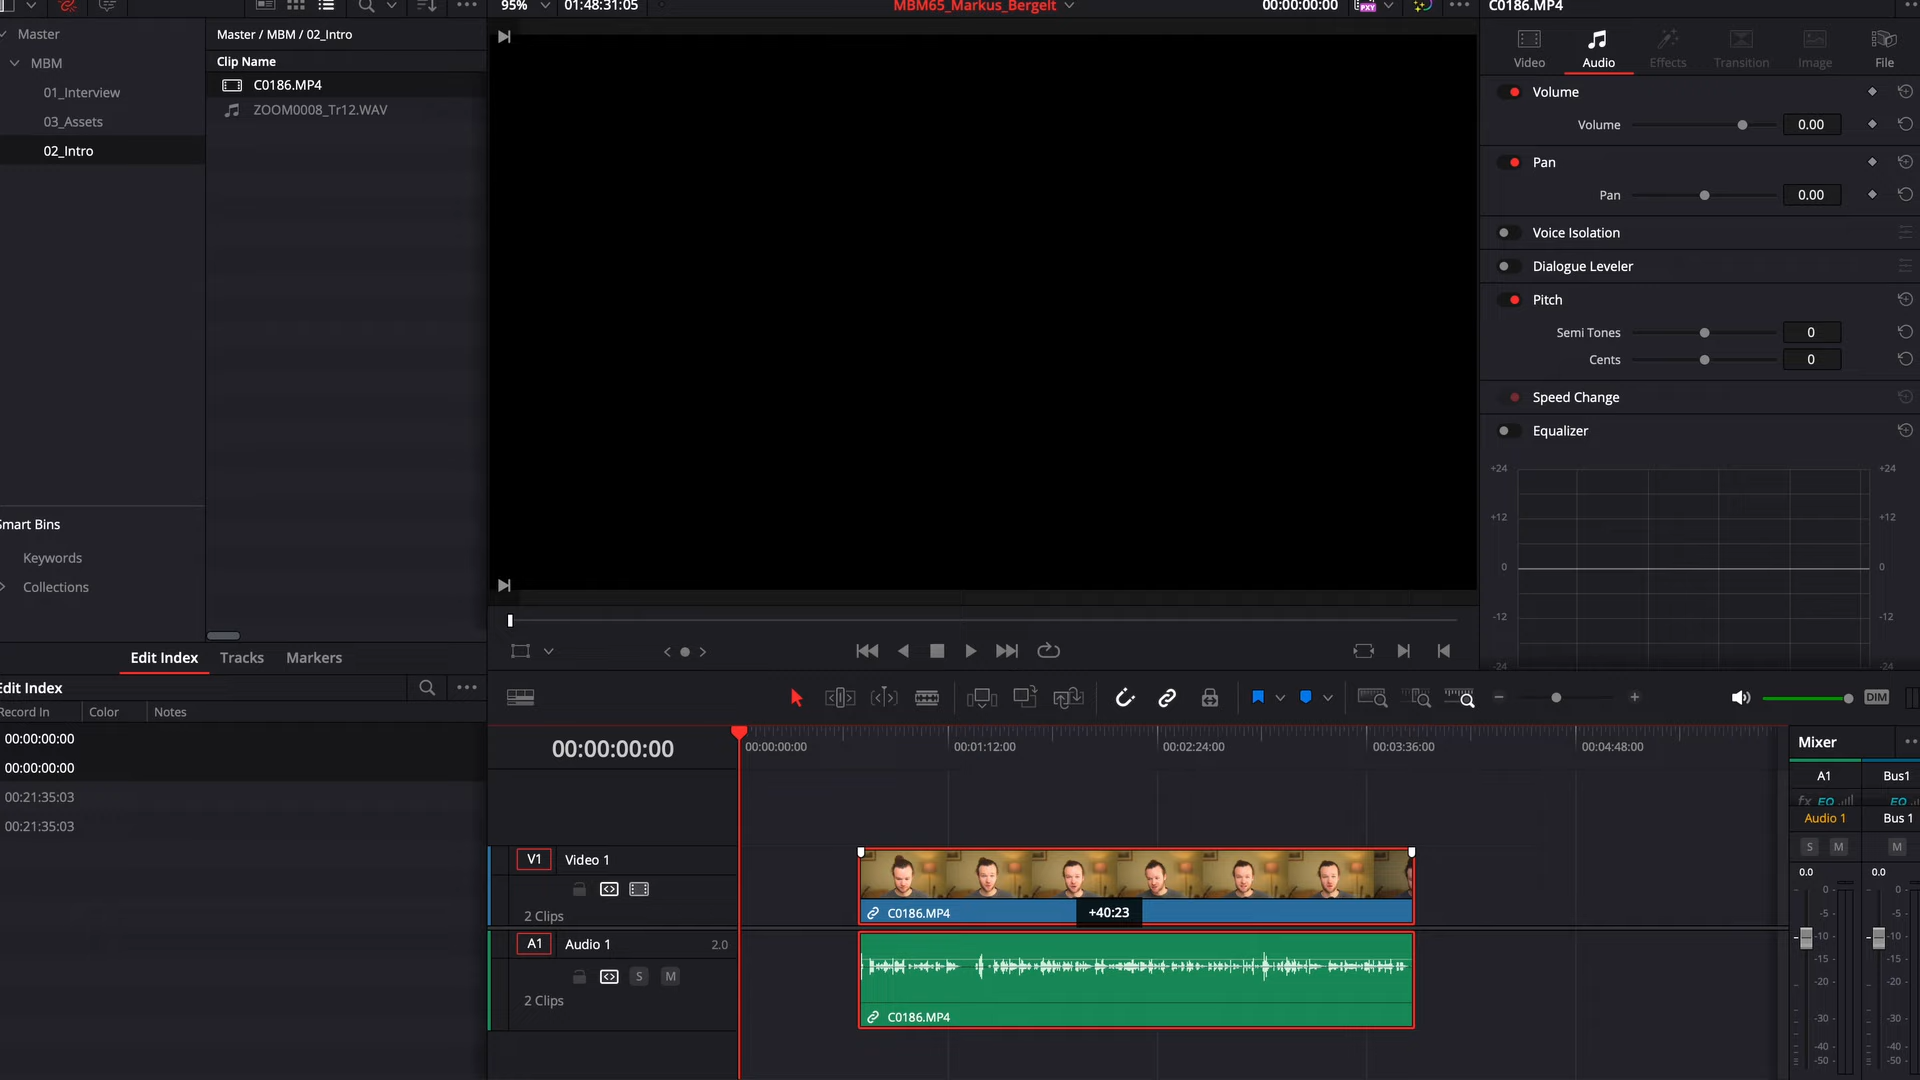 95%
01:48:31:05
MBM65_Markus_Bergelt
00:00:00:00
PXY
C0186.MP4
Master
MBM
01_Interview
03_Assets
02_Intro
Master / MBM / 02_Intro
Clip Name
C0186.MP4
ZOOM0008_Tr12.WAV
Smart Bins
Keywords
Collections
Video
Audio
Effects
Transition
Image
File
Volume
Volume 0.00
Pan
Pan 0.00
Voice Isolation
Dialogue Leveler
Pitch
Semi Tones 0
Cents 0
Speed Change
Equalizer
+24 +24
+12 +12
0 0
-12 -12
-24 -24
Edit Index Tracks Markers
Edit Index
Record In Color Notes
00:00:00:00
00:00:00:00
00:21:35:03
00:21:35:03
DIM
00:00:00:00
00:00:00:00 00:01:12:00 00:02:24:00 00:03:36:00 00:04:48:00
V1 Video 1
2 Clips
C0186.MP4
+40:23
A1 Audio 1 2.0
S M
2 Clips
C0186.MP4
Mixer
A1 Bus1
fx EQ EQ
Audio 1 Bus 1
S M M
0.0 0.0
0 0
-5 -5
-10 -10
-15 -15
-20 -20
-30 -30
-40 -40
-50 -50